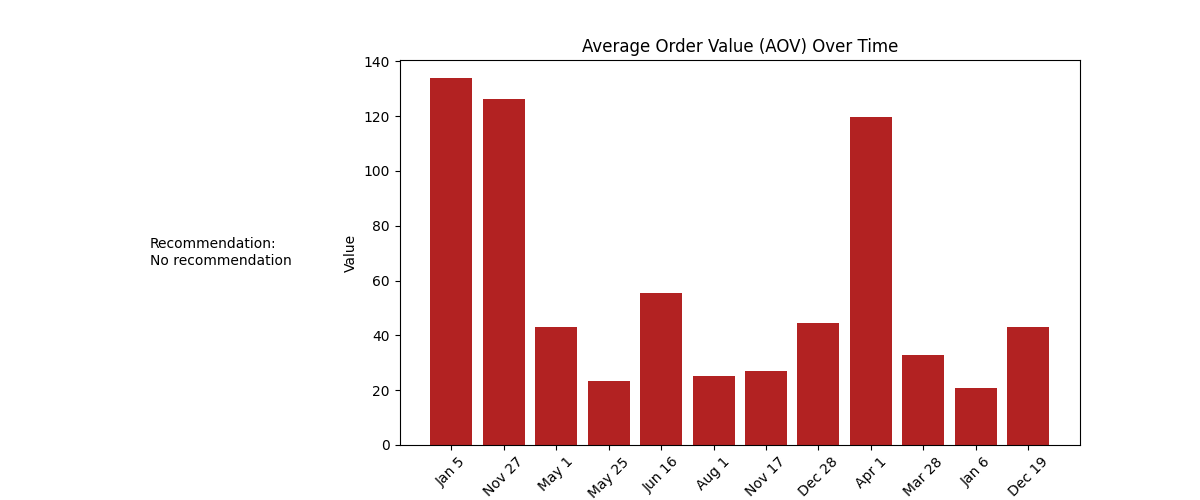 Average Order Value (AOV) Over Time
140
120
100
80
60
40
20
0
Value
Recommendation:
No recommendation
Jan 5
Nov 27
May 1
May 25
Jun 16
Aug 1
Nov 17
Dec 28
Apr 1
Mar 28
Jan 6
Dec 19